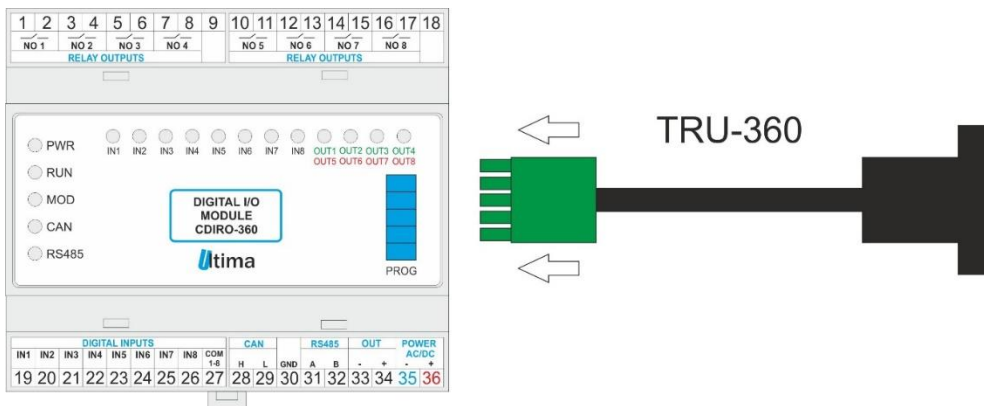 1 2 3 4 5 6 7 8 9 10 11 12 13 14 15 16 17 18
NO 1 NO 2 NO 3 NO 4 NO 5 NO 6 NO 7 NO 8
RELAY OUTPUTS RELAY OUTPUTS
PWR
RUN
MOD
CAN
RS485
IN1 IN2 IN3 IN4 IN5 IN6 IN7 IN8 OUT1 OUT2 OUT3 OUT4
OUT5 OUT6 OUT7 OUT8
DIGITAL I/O
MODULE
CDIRO-360
Ultima
PROG
TRU-360
DIGITAL INPUTS CAN RS485 OUT POWER
AC/DC
IN1 IN2 IN3 IN4 IN5 IN6 IN7 IN8 COM
1-8 H L GND A B - + - +
19 20 21 22 23 24 25 26 27 28 29 30 31 32 33 34 35 36